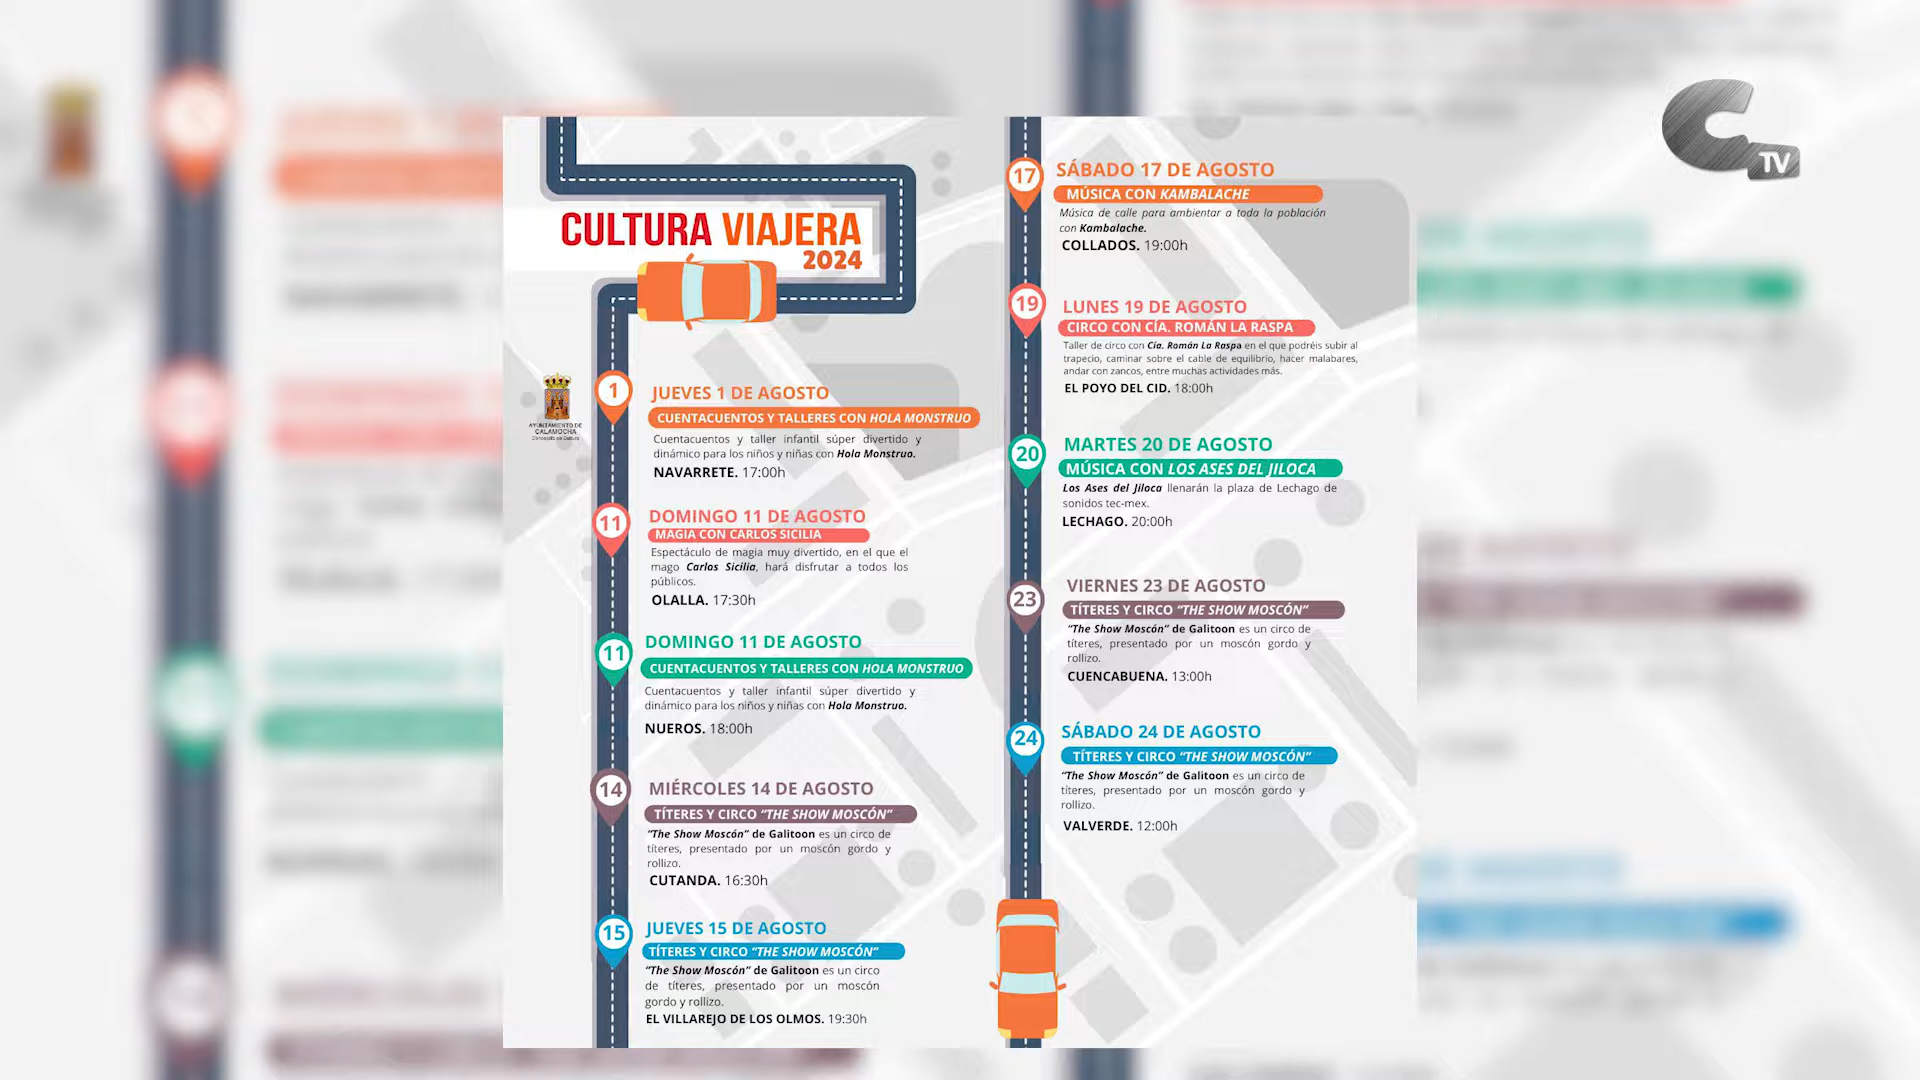 CULTURA VIAJERA
2024
AYUNTAMIENTO DE
CALAMOCHA
Concejalía de Cultura
1
JUEVES 1 DE AGOSTO
CUENTACUENTOS Y TALLERES CON HOLA MONSTRUO
Cuentacuentos y taller infantil súper divertido y
dinámico para los niños y niñas con Hola Monstruo.
NAVARRETE. 17:00h
11
DOMINGO 11 DE AGOSTO
MAGIA CON CARLOS SICILIA
Espectáculo de magia muy divertido, en el que el
mago Carlos Sicilia, hará disfrutar a todos los
públicos.
OLALLA. 17:30h
11
DOMINGO 11 DE AGOSTO
CUENTACUENTOS Y TALLERES CON HOLA MONSTRUO
Cuentacuentos y taller infantil súper divertido y
dinámico para los niños y niñas con Hola Monstruo.
NUEROS. 18:00h
14
MIÉRCOLES 14 DE AGOSTO
TÍTERES Y CIRCO "THE SHOW MOSCÓN"
"The Show Moscón" de Galitoon es un circo de
títeres, presentado por un moscón gordo y
rollizo.
CUTANDA. 16:30h
15
JUEVES 15 DE AGOSTO
TÍTERES Y CIRCO "THE SHOW MOSCÓN"
"The Show Moscón" de Galitoon es un circo
de títeres, presentado por un moscón
gordo y rollizo.
EL VILLAREJO DE LOS OLMOS. 19:30h
17
SÁBADO 17 DE AGOSTO
MÚSICA CON KAMBALACHE
Música de calle para ambientar a toda la población
con Kambalache.
COLLADOS. 19:00h
19
LUNES 19 DE AGOSTO
CIRCO CON CÍA. ROMÁN LA RASPA
Taller de circo con Cía. Román La Raspa en el que podréis subir al
trapecio, caminar sobre el cable de equilibrio, hacer malabares,
andar con zancos, entre muchas actividades más.
EL POYO DEL CID. 18:00h
20
MARTES 20 DE AGOSTO
MÚSICA CON LOS ASES DEL JILOCA
Los Ases del Jiloca llenarán la plaza de Lechago de
sonidos tec-mex.
LECHAGO. 20:00h
23
VIERNES 23 DE AGOSTO
TÍTERES Y CIRCO "THE SHOW MOSCÓN"
"The Show Moscón" de Galitoon es un circo de
títeres, presentado por un moscón gordo y
rollizo.
CUENCABUENA. 13:00h
24
SÁBADO 24 DE AGOSTO
TÍTERES Y CIRCO "THE SHOW MOSCÓN"
"The Show Moscón" de Galitoon es un circo de
títeres, presentado por un moscón gordo y
rollizo.
VALVERDE. 12:00h
C TV